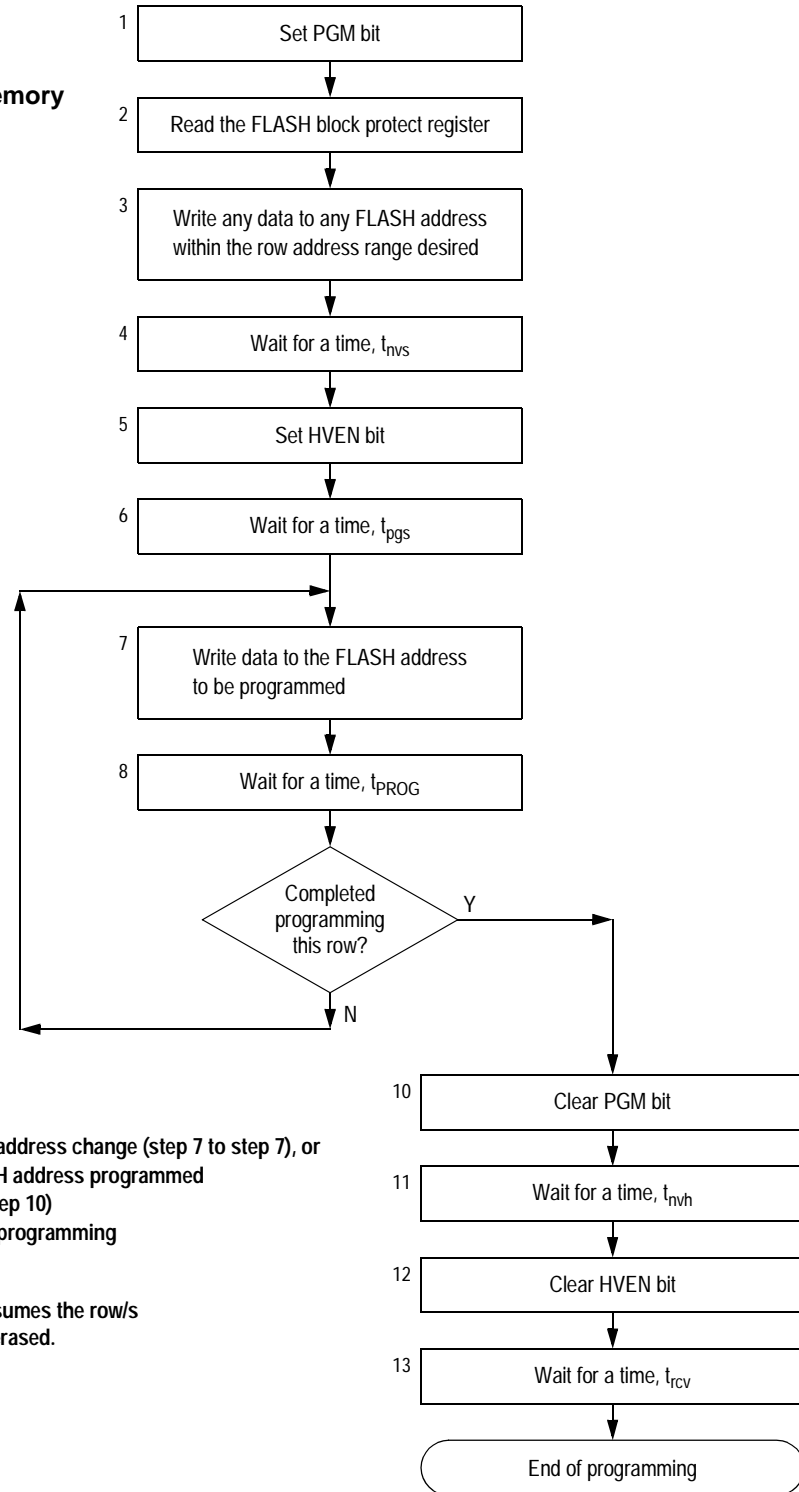 1
Set PGM bit
emory
2
Read the FLASH block protect register
3
Write any data to any FLASH address
within the row address range desired
4
Wait for a time, tnvs
5
Set HVEN bit
6
Wait for a time, tpgs
7
Write data to the FLASH address
to be programmed
8
Wait for a time, tPROG
Completed
programming
this row?
Y
N
10
Clear PGM bit
address change (step 7 to step 7), or
H address programmed
11
Wait for a time, tnvh
ep 10)
programming
12
Clear HVEN bit
sumes the row/s
rased.
13
Wait for a time, trcv
End of programming